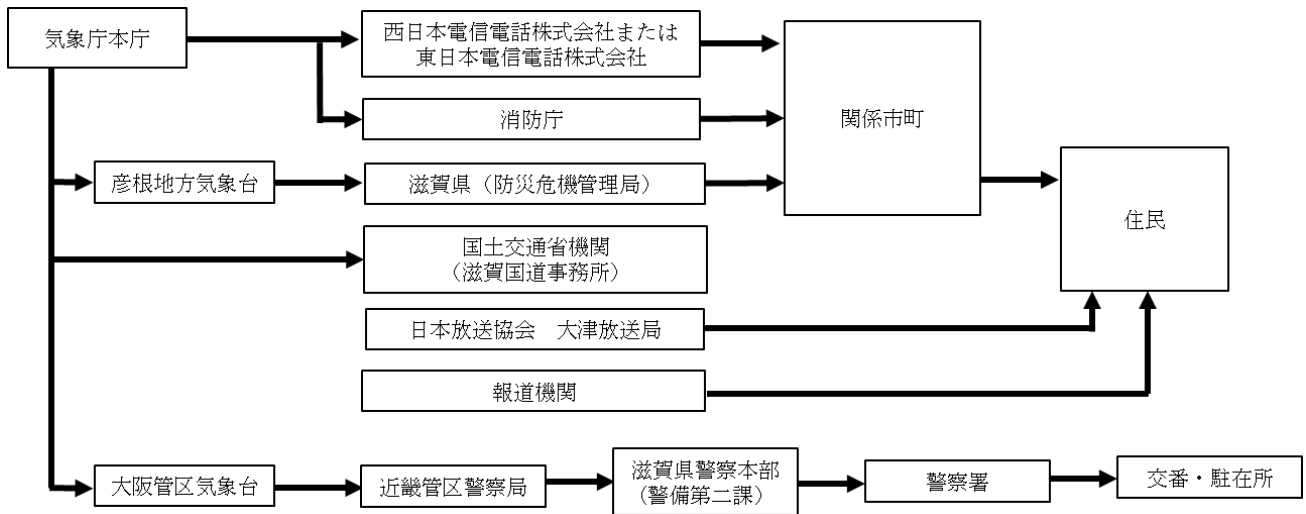 気象庁本庁
西日本電信電話株式会社または
東日本電信電話株式会社
消防庁
関係市町
彦根地方気象台
滋賀県（防災危機管理局）
住民
国土交通省機関
（滋賀国道事務所）
日本放送協会　大津放送局
報道機関
大阪管区気象台
近畿管区警察局
滋賀県警察本部
（警備第二課）
警察署
交番・駐在所